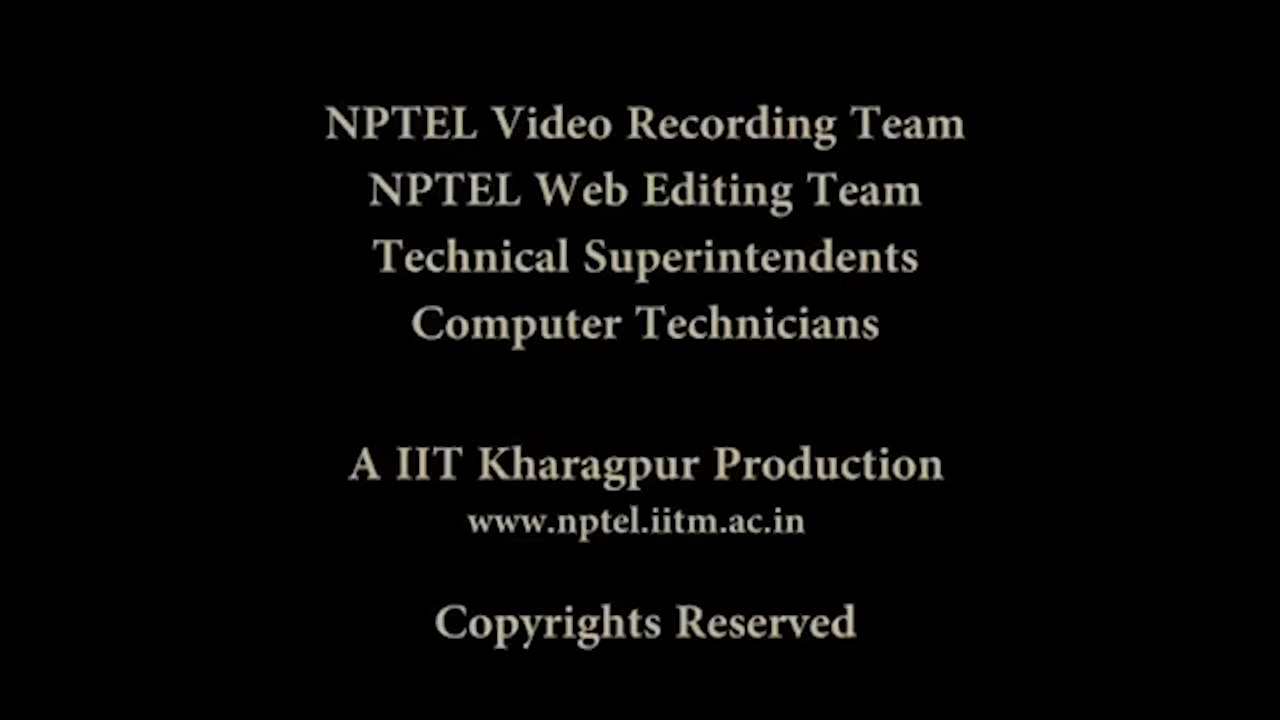 NPTEL Video Recording Team
NPTEL Web Editing Team
Technical Superintendents
Computer Technicians
A IIT Kharagpur Production
www.nptel.iitm.ac.in
Copyrights Reserved